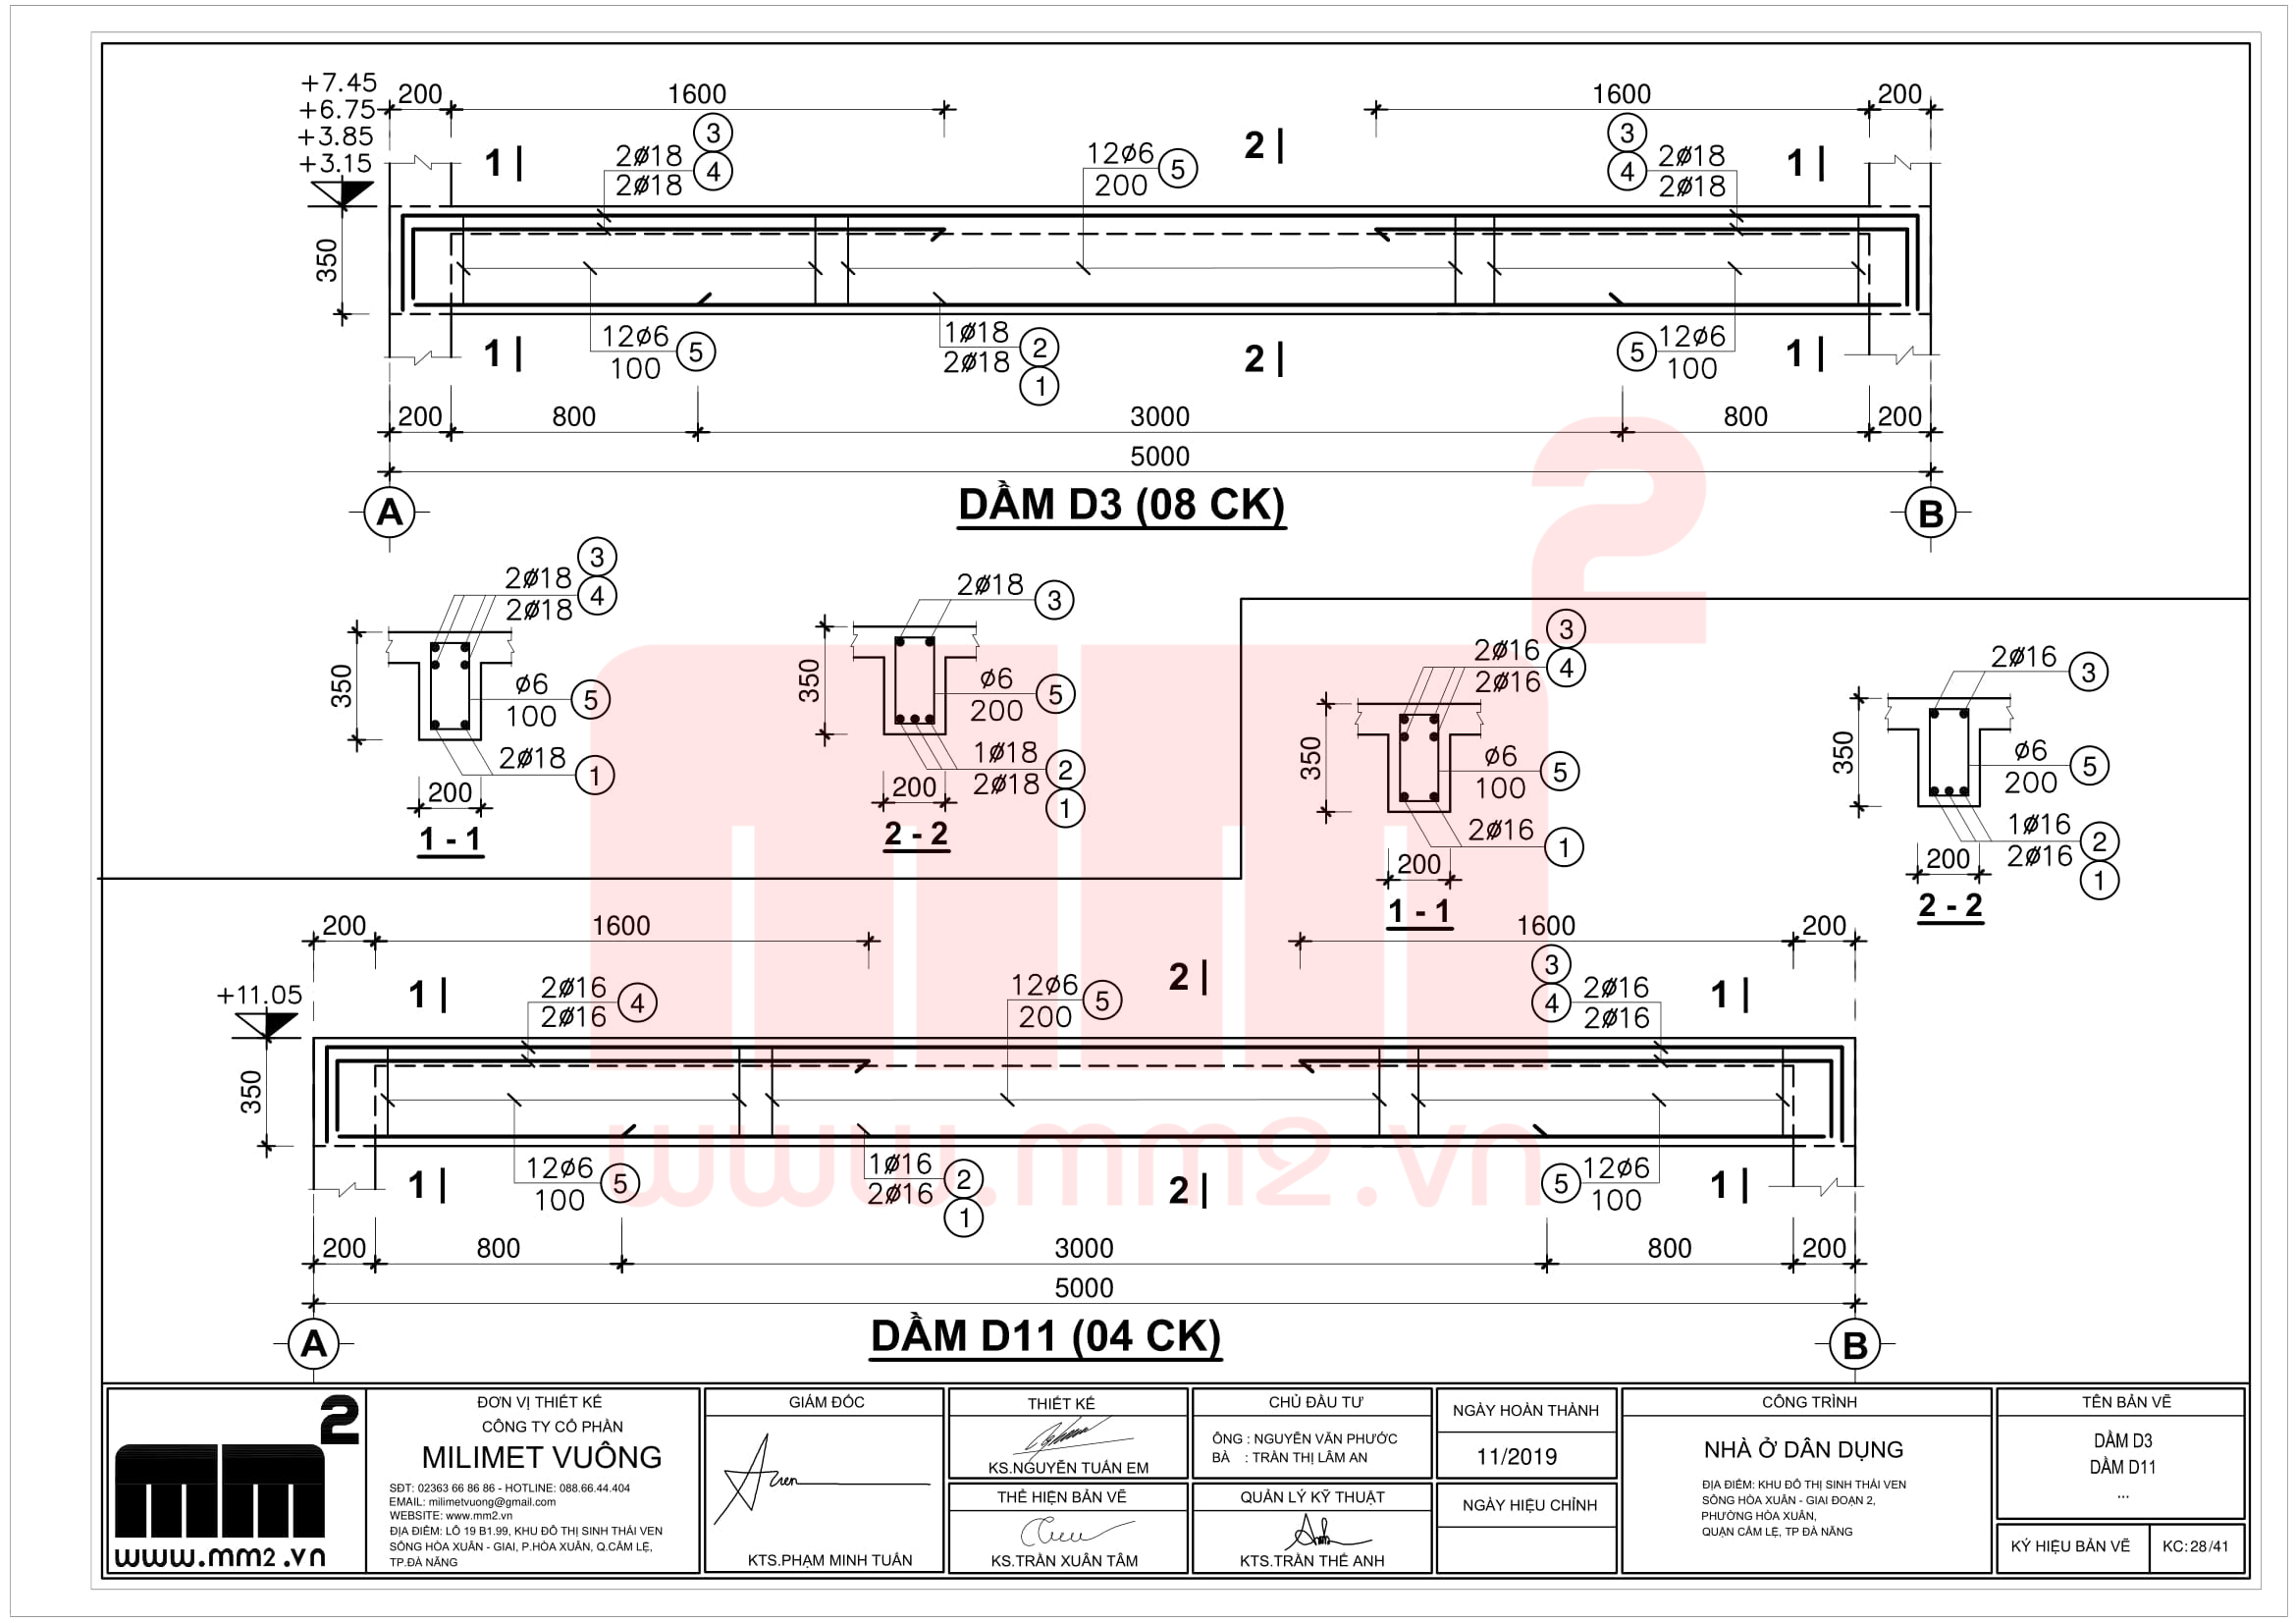 +7.45
+6.75
+3.85
+3.15
200
1600
1600
200
1
2ø18
2ø18
3
4
12ø6
200
5
2
3
4
2ø18
2ø18
1
350
1
12ø6
100
5
1ø18
2ø18
2
1
2
5
12ø6
100
1
200
800
3000
800
200
5000
A
DẦM D3 (08 CK)
B
2ø18
2ø18
3
4
350
ø6
100
5
2ø18
1
200
1 - 1
2ø18
3
350
ø6
200
5
1ø18
2ø18
2
1
200
2 - 2
2ø16
2ø16
3
4
350
ø6
100
5
2ø16
1
200
1 - 1
2ø16
3
350
ø6
200
5
1ø16
2ø16
2
1
200
2 - 2
200
1600
1600
200
+11.05
1
2ø16
2ø16
4
12ø6
200
5
2
3
4
2ø16
2ø16
1
350
1
12ø6
100
5
1ø16
2ø16
2
1
2
5
12ø6
100
1
200
800
3000
800
200
5000
A
DẦM D11 (04 CK)
B
mm2
www.mm2.vn
mm2
www.mm2.vn
ĐƠN VỊ THIẾT KẾ
CÔNG TY CỔ PHẦN
MILIMET VUÔNG
SĐT: 02363 66 86 86 - HOTLINE: 088.66.44.404
EMAIL: milimetvuong@gmail.com
WEBSITE: www.mm2.vn
ĐỊA ĐIỂM: LÔ 19 B1.99, KHU ĐÔ THỊ SINH THÁI VEN
SÔNG HÒA XUÂN - GIAI, P.HÒA XUÂN, Q.CẨM LỆ,
TP.ĐÀ NẴNG
GIÁM ĐỐC
KTS.PHẠM MINH TUẤN
THIẾT KẾ
KS.NGUYỄN TUẤN EM
THỂ HIỆN BẢN VẼ
KS.TRẦN XUÂN TÂM
CHỦ ĐẦU TƯ
ÔNG : NGUYỄN VĂN PHƯỚC
BÀ : TRẦN THỊ LÂM AN
QUẢN LÝ KỸ THUẬT
KTS.TRẦN THẾ ANH
NGÀY HOÀN THÀNH
11/2019
NGÀY HIỆU CHỈNH
CÔNG TRÌNH
NHÀ Ở DÂN DỤNG
ĐỊA ĐIỂM: KHU ĐÔ THỊ SINH THÁI VEN
SÔNG HÒA XUÂN - GIAI ĐOẠN 2,
PHƯỜNG HÒA XUÂN,
QUẬN CẨM LỆ, TP ĐÀ NẴNG
TÊN BẢN VẼ
DẦM D3
DẦM D11
...
KÝ HIỆU BẢN VẼ
KC: 28/41